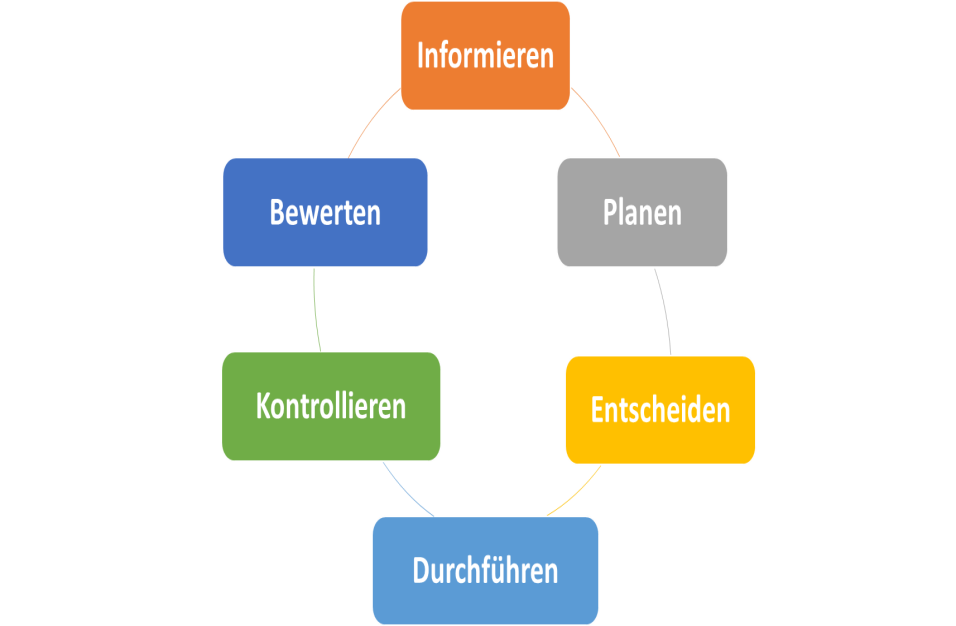 Informieren
Planen
Entscheiden
Durchführen
Kontrollieren
Bewerten